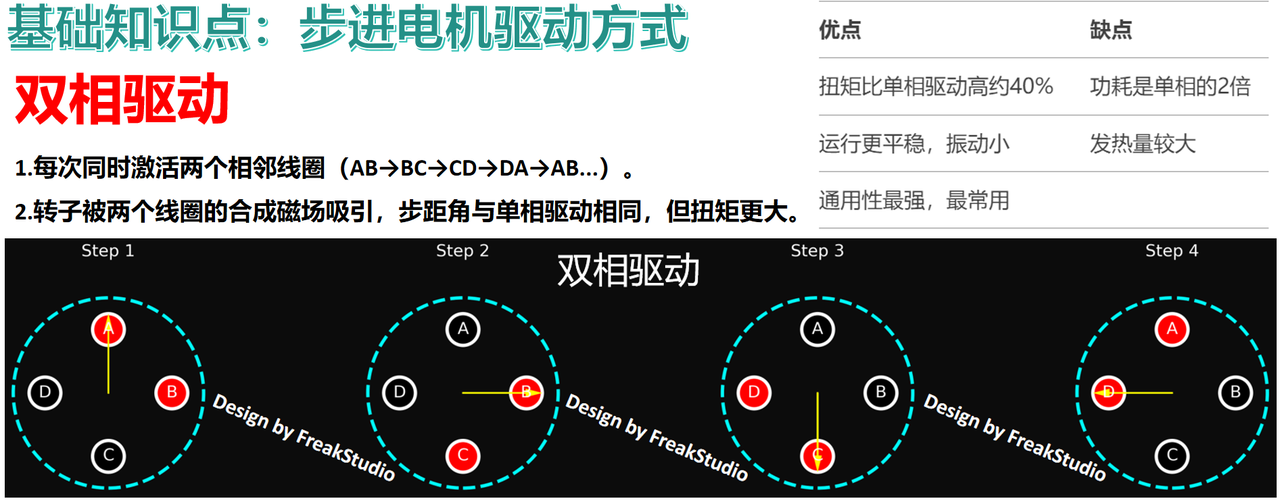 基础知识点：步进电机驱动方式
双相驱动
1.每次同时激活两个相邻线圈（AB→BC→CD→DA→AB...）。
2.转子被两个线圈的合成磁场吸引，步距角与单相驱动相同，但扭矩更大。
优点 缺点
扭矩比单相驱动高约40% 功耗是单相的2倍
运行更平稳，振动小 发热量较大
通用性最强，最常用
双相驱动
Step 1
A
D B
C
Design by FreakStudio
Step 2
A
D B
C
Design by FreakStudio
Step 3
A
D B
C
Design by FreakStudio
Step 4
A
D B
C